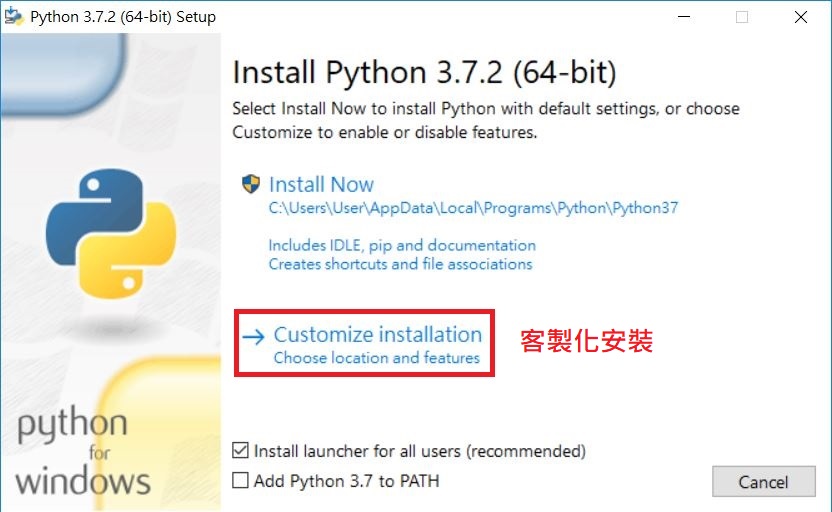 Python 3.7.2 (64-bit) Setup
Install Python 3.7.2 (64-bit)
Select Install Now to install Python with default settings, or choose
Customize to enable or disable features.
Install Now
C:\Users\User\AppData\Local\Programs\Python\Python37
Includes IDLE, pip and documentation
Creates shortcuts and file associations
→ Customize installation 客製化安裝
Choose location and features
python
for
windows
Install launcher for all users (recommended)
Add Python 3.7 to PATH
Cancel